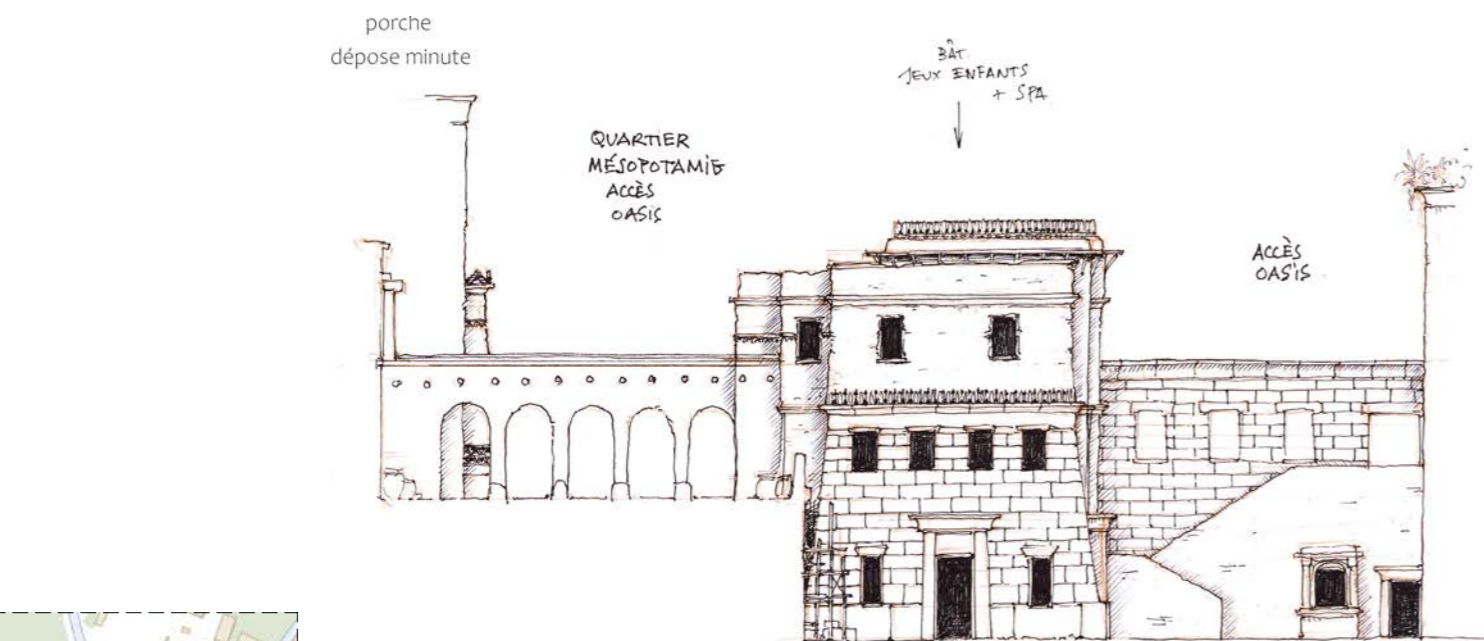 porche
dépose minute
BÂT.
JEUX ENFANTS
+ SPA
QUARTIER
MÉSOPOTAMIE
ACCÈS
OASIS
ACCÈS
OASIS